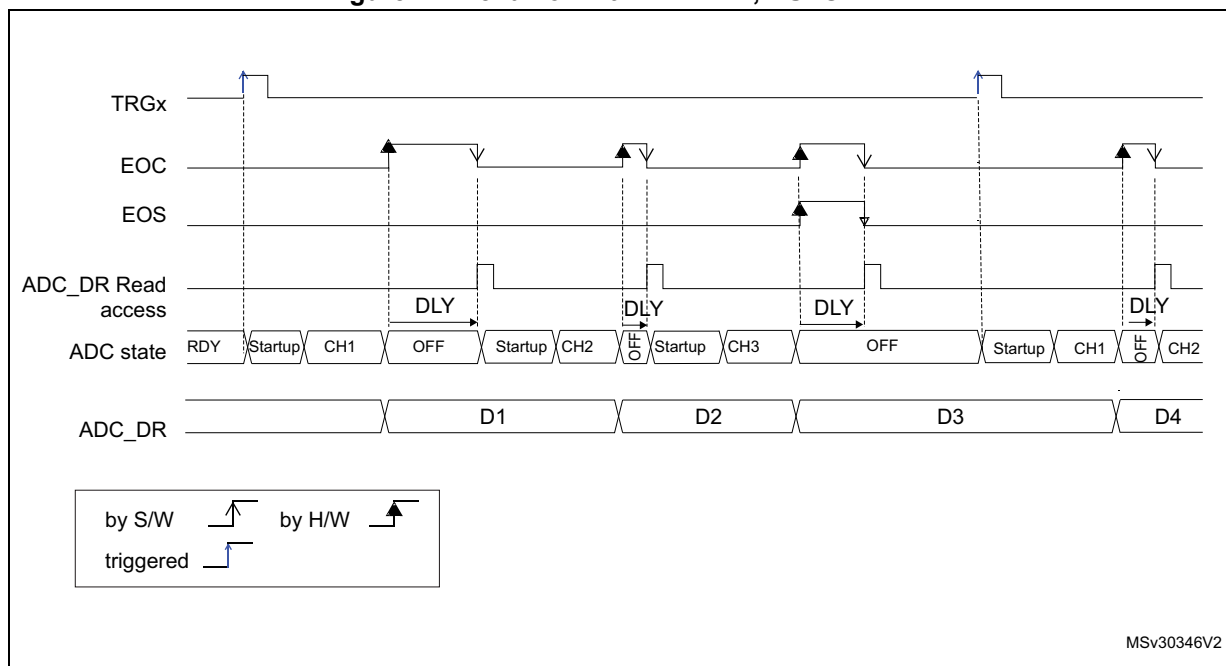 TRGx
EOC
EOS
ADC_DR Read
access
DLY DLY DLY DLY
ADC state RDY Startup CH1 OFF Startup CH2 OFF Startup CH3 OFF Startup CH1 OFF CH2
ADC_DR D1 D2 D3 D4
by S/W by H/W
triggered
MSv30346V2